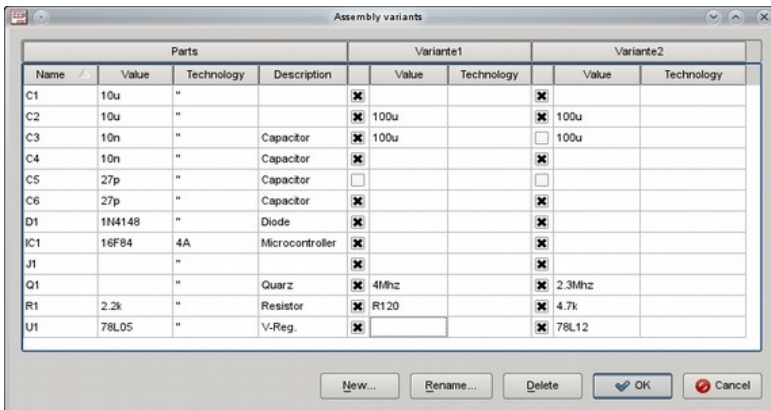 Assembly variants
Parts Variante1 Variante2
Name Value Technology Description Value Technology Value Technology
C1 10u "
C2 10u " 100u 100u
C3 10n " Capacitor 100u 100u
C4 10n " Capacitor
C5 27p " Capacitor
C6 27p " Capacitor
D1 1N4148 " Diode
IC1 16F84 4A Microcontroller
J1 "
Q1 " Quarz 4Mhz 2.3Mhz
R1 2.2k " Resistor R120 4.7k
U1 78L05 " V-Reg. 78L12
New... Rename... Delete OK Cancel